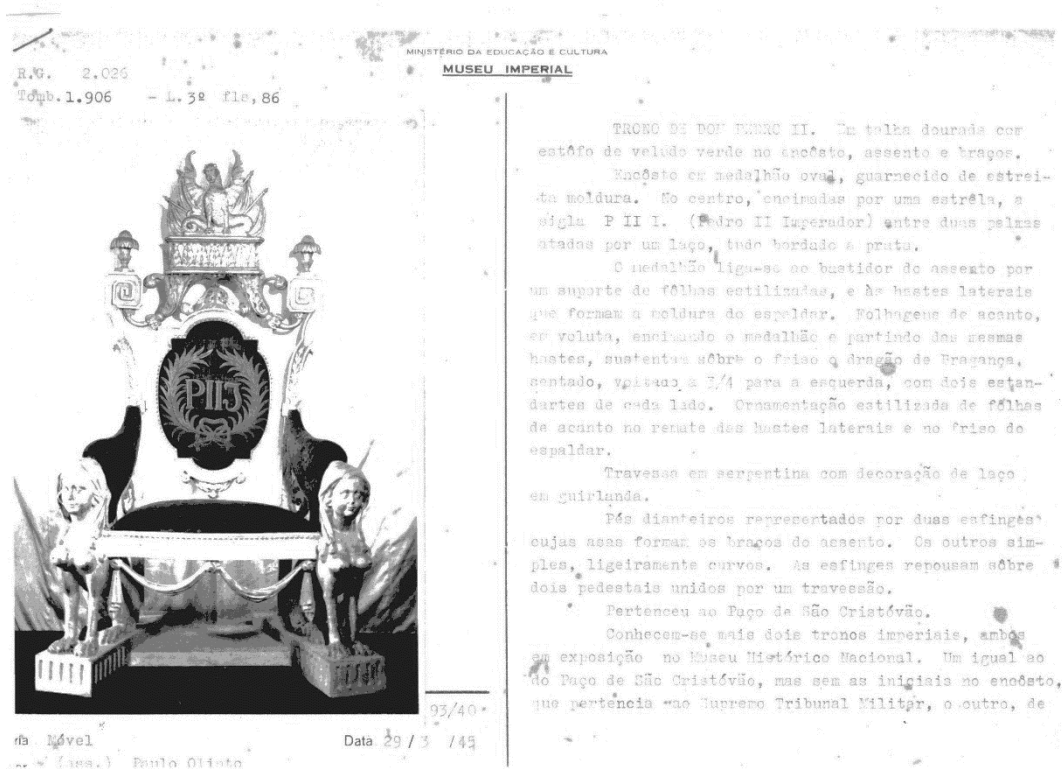 MINISTÉRIO DA EDUCAÇÃO E CULTURA
MUSEU IMPERIAL
R.G. 2.026
Tomb.1.906 - L.3º fls,86
PIII
93/40
Móvel
Data 29 / 3 /45
(ass.) Paulo Olinto
TRONO DE DOM PEDRO II. Em talha dourada com
estôfo de veludo verde no encôsto, assento e braços.
Encôsto em medalhão oval, guarnecido de estrei-
ta moldura. No centro, encimadas por uma estrêla, a
sigla P II I. (Pedro II Imperador) entre duas palmas
atadas por um laço, tudo bordado a prata.
O medalhão liga-se ao bastidor do assento por
um suporte de fôlhas estilizadas, e às hastes laterais
que formam a moldura do espaldar. Folhagens de acanto,
em voluta, encimando o medalhão e partindo das mesmas
hastes, sustentam sôbre o friso o dragão de Bragança,
sentado, voltado a 3/4 para a esquerda, com dois estan-
dartes de cada lado. Ornamentação estilizada de fôlhas
de acanto no remate das hastes laterais e no friso do
espaldar.
Travessa em serpentina com decoração de laço
em guirlanda.
Pés dianteiros representados por duas esfinges
cujas asas formam os braços do assento. Os outros sim-
ples, ligeiramente curvos. As esfinges repousam sôbre
dois pedestais unidos por um travessão.
Pertenceu ao Paço de São Cristóvão.
Conhecem-se mais dois tronos imperiais, ambos
em exposição no Museu Histórico Nacional. Um igual ao
do Paço de São Cristóvão, mas sem as iniciais no encôsto,
que pertencia ao Supremo Tribunal Militar, o outro, de